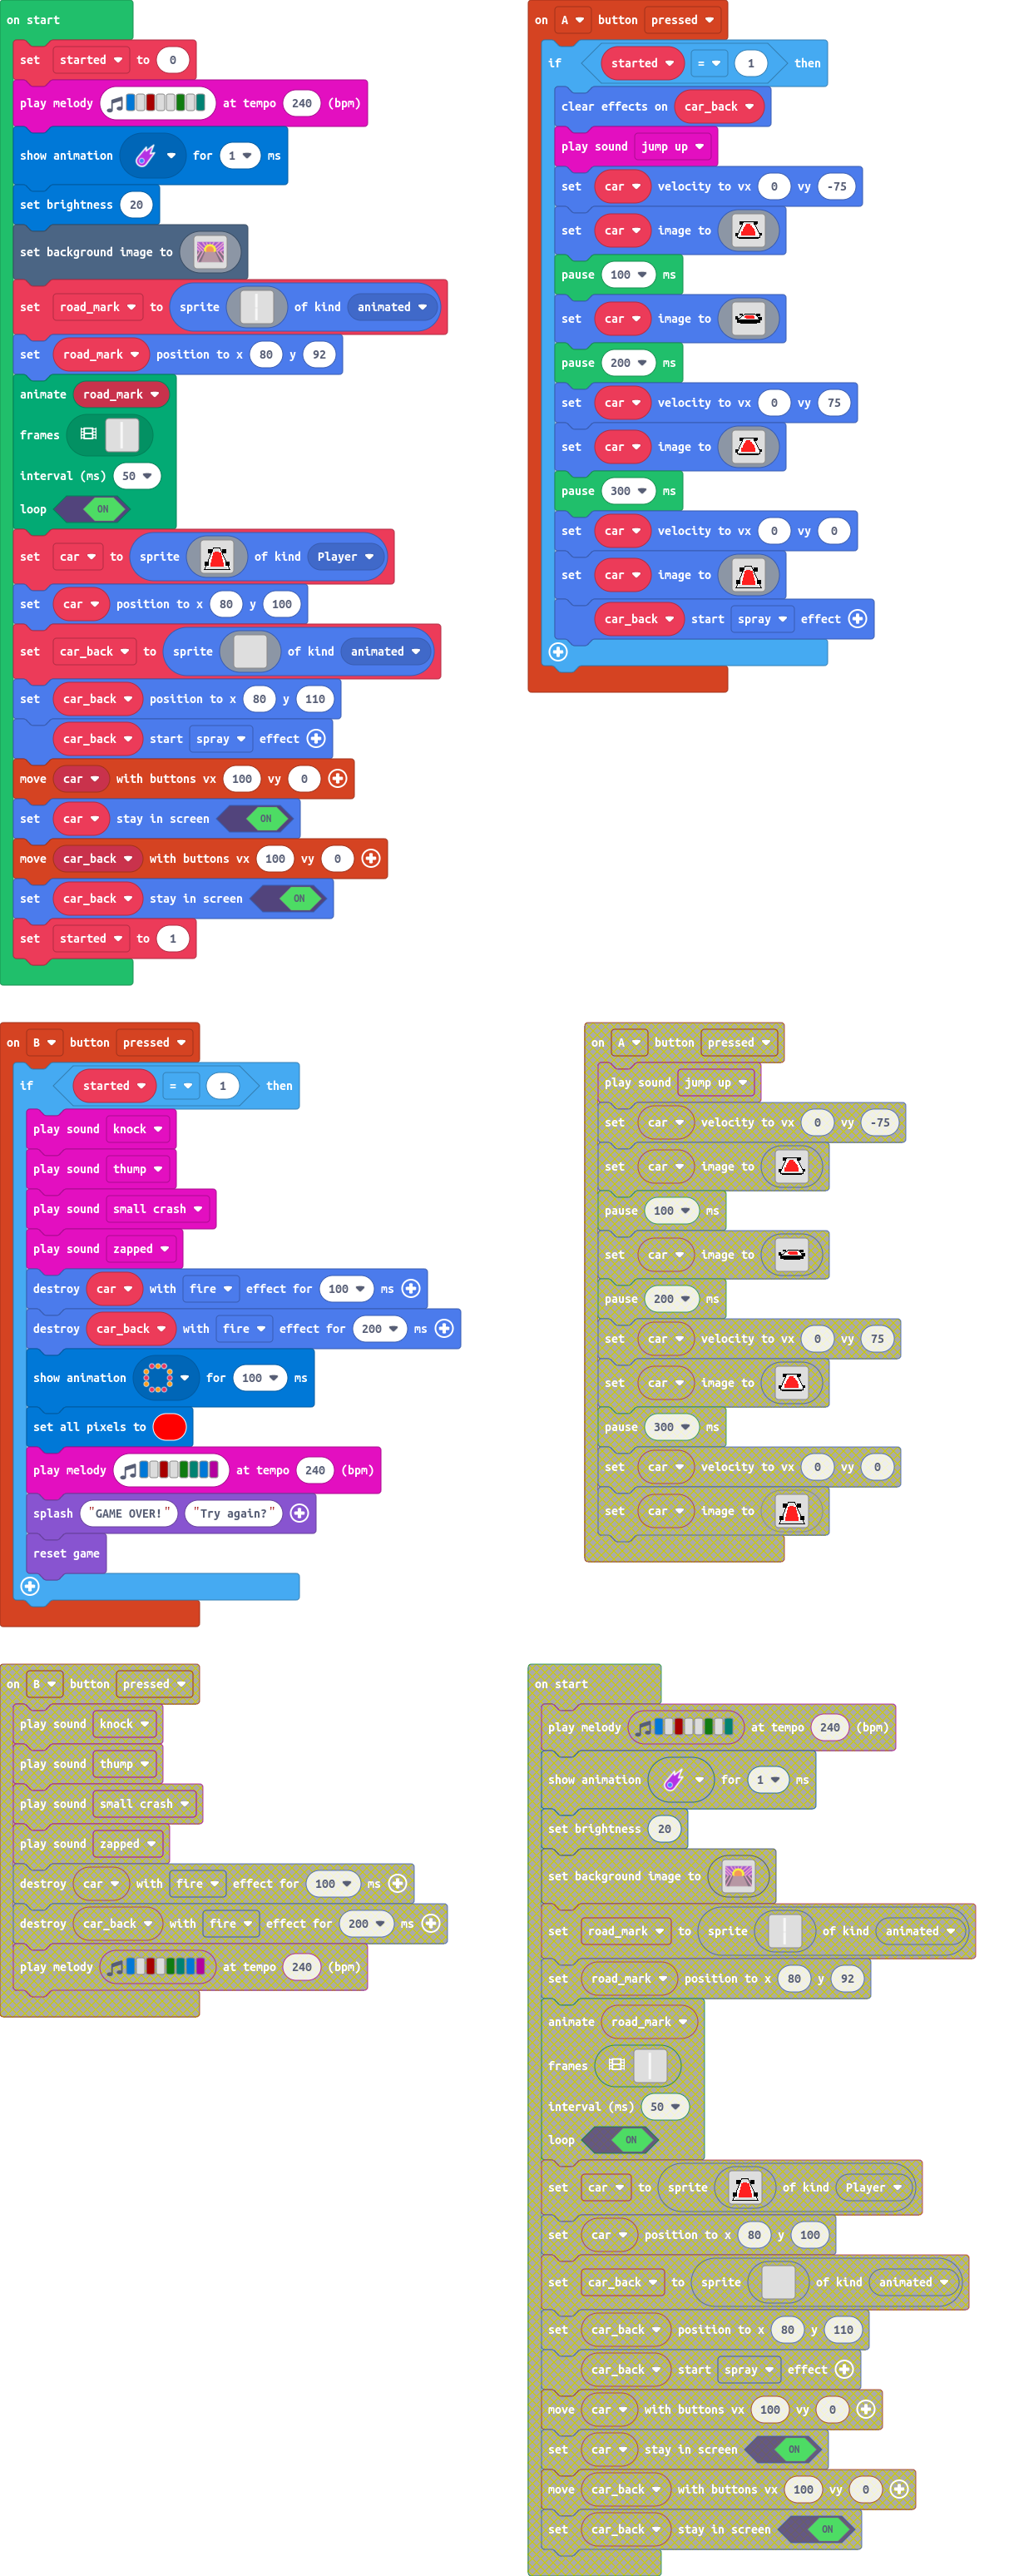 on start
set started to 0
play melody at tempo 240 (bpm)
show animation for 1 ms
set brightness 20
set background image to
set road_mark to sprite of kind animated
set road_mark position to x 80 y 92
animate road_mark
frames
interval (ms) 50
loop ON
set car to sprite of kind Player
set car position to x 80 y 100
set car_back to sprite of kind animated
set car_back position to x 80 y 110
car_back start spray effect
move car with buttons vx 100 vy 0
set car stay in screen ON
move car_back with buttons vx 100 vy 0
set car_back stay in screen ON
set started to 1
on A button pressed
if started = 1 then
clear effects on car_back
play sound jump up
set car velocity to vx 0 vy -75
set car image to
pause 100 ms
set car image to
pause 200 ms
set car velocity to vx 0 vy 75
set car image to
pause 300 ms
set car velocity to vx 0 vy 0
set car image to
car_back start spray effect
on B button pressed
if started = 1 then
play sound knock
play sound thump
play sound small crash
play sound zapped
destroy car with fire effect for 100 ms
destroy car_back with fire effect for 200 ms
show animation for 100 ms
set all pixels to
play melody at tempo 240 (bpm)
splash "GAME OVER!" "Try again?"
reset game
on A button pressed
play sound jump up
set car velocity to vx 0 vy -75
set car image to
pause 100 ms
set car image to
pause 200 ms
set car velocity to vx 0 vy 75
set car image to
pause 300 ms
set car velocity to vx 0 vy 0
set car image to
on B button pressed
play sound knock
play sound thump
play sound small crash
play sound zapped
destroy car with fire effect for 100 ms
destroy car_back with fire effect for 200 ms
play melody at tempo 240 (bpm)
on start
play melody at tempo 240 (bpm)
show animation for 1 ms
set brightness 20
set background image to
set road_mark to sprite of kind animated
set road_mark position to x 80 y 92
animate road_mark
frames
interval (ms) 50
loop ON
set car to sprite of kind Player
set car position to x 80 y 100
set car_back to sprite of kind animated
set car_back position to x 80 y 110
car_back start spray effect
move car with buttons vx 100 vy 0
set car stay in screen ON
move car_back with buttons vx 100 vy 0
set car_back stay in screen ON